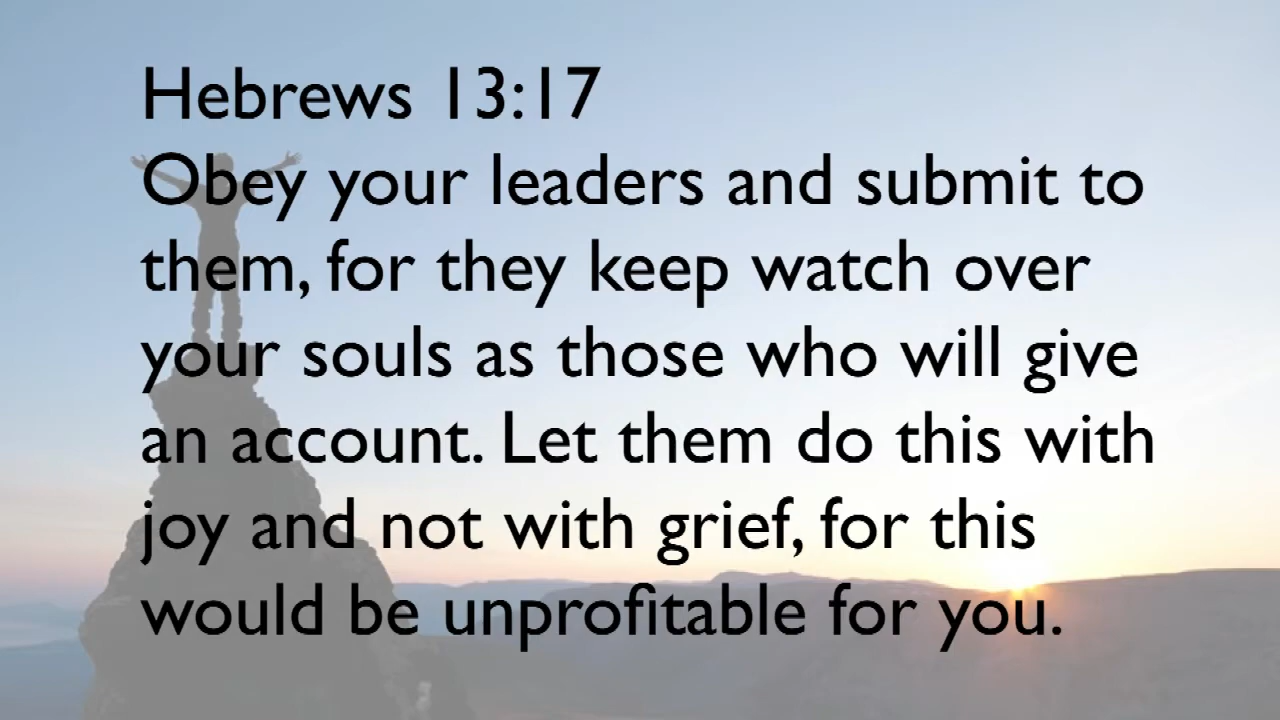 Hebrews 13:17
Obey your leaders and submit to
them, for they keep watch over
your souls as those who will give
an account. Let them do this with
joy and not with grief, for this
would be unprofitable for you.